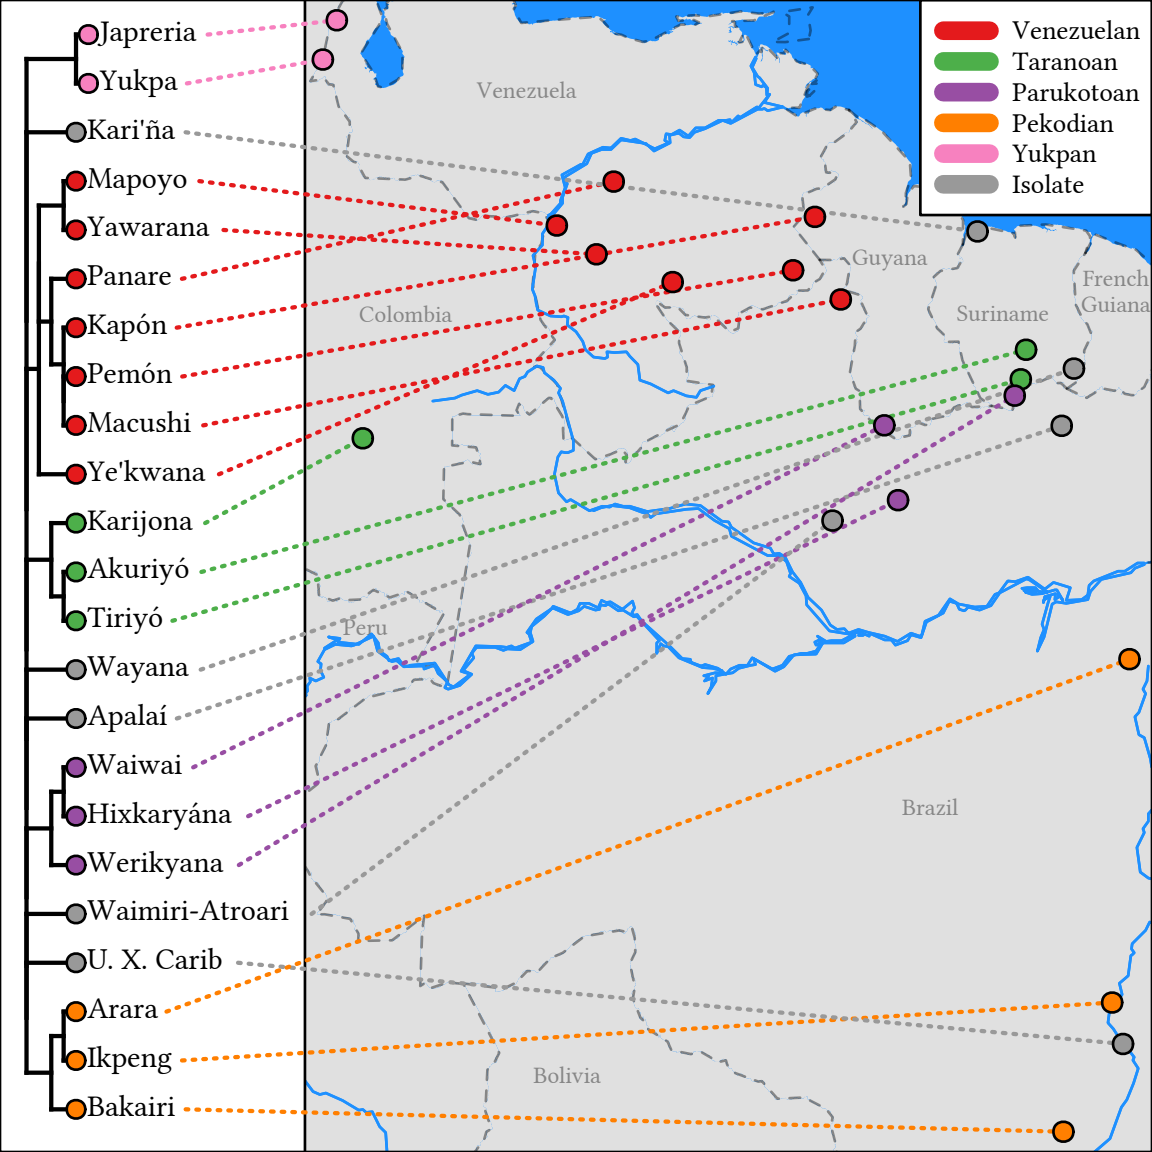 Japreria
Yukpa
Kari'ña
Mapoyo
Yawarana
Panare
Kapón
Pemón
Macushi
Ye'kwana
Karijona
Akuriyó
Tiriyó
Wayana
Apalaí
Waiwai
Hixkaryána
Werikyana
Waimiri-Atroari
U. X. Carib
Arara
Ikpeng
Bakairi
Venezuela
Colombia
Guyana
Suriname
French
Guiana
Peru
Brazil
Bolivia
Venezuelan
Taranoan
Parukotoan
Pekodian
Yukpan
Isolate